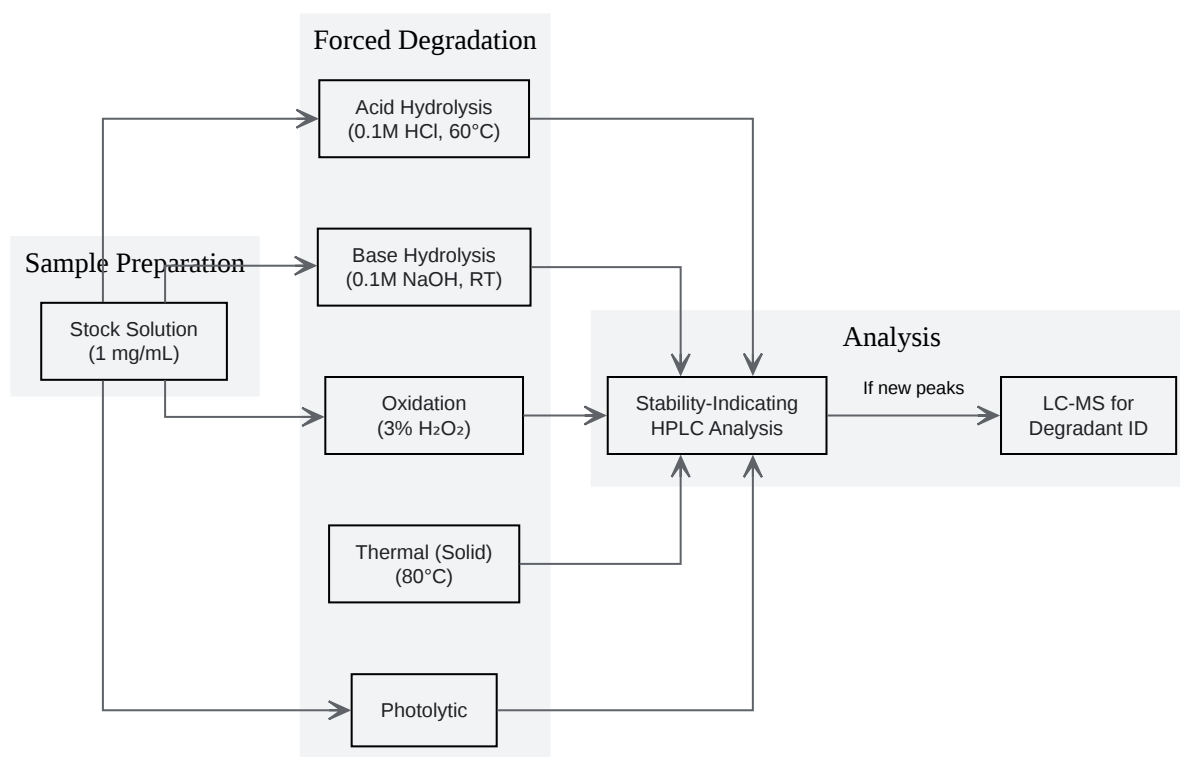 Forced Degradation
Acid Hydrolysis
(0.1M HCl, 60°C)
Sample Preparation
Base Hydrolysis
(0.1M NaOH, RT)
Stock Solution
(1 mg/mL)
Analysis
Oxidation
(3% H₂O₂)
Stability-Indicating
HPLC Analysis
If new peaks
LC-MS for
Degradant ID
Thermal (Solid)
(80°C)
Photolytic